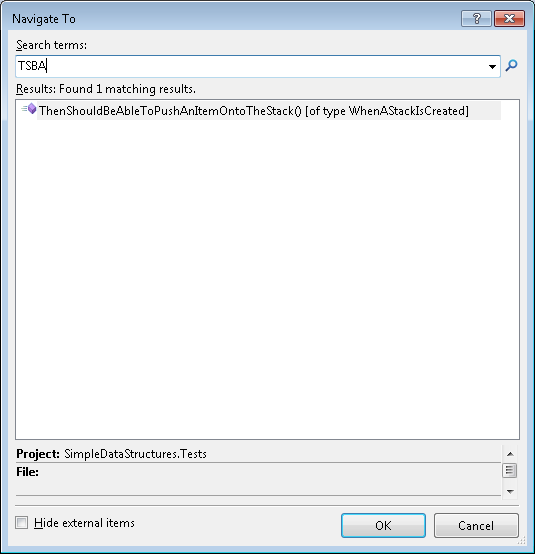 Navigate To
Search terms:
TSBA
Results: Found 1 matching results.
ThenShouldBeAbleToPushAnItemOntoTheStack() [of type WhenAStackIsCreated]
Project: SimpleDataStructures.Tests
File:
Hide external items
OK
Cancel